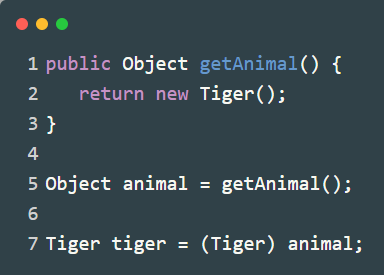 1 public Object getAnimal() {
2 return new Tiger();
3 }
4
5 Object animal = getAnimal();
6
7 Tiger tiger = (Tiger) animal;